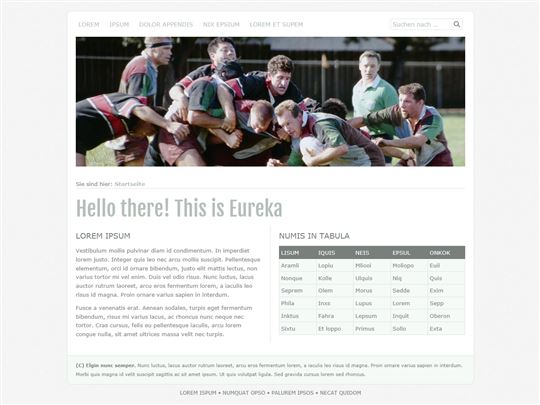 LOREM IPSUM DOLOR APPENDIS NIX EPSIUM LOREM ET SUPEM Suchen nach ...
Sie sind hier: Startseite
Hello there! This is Eureka
LOREM IPSUM
Vestibulum mollis pulvinar diam id condimentum. In imperdiet
lorem justo. Integer quis leo nec arcu mollis suscipit. Pellentesque
elementum, orci id ornare bibendum, justo elit mattis lectus, non
varius tortor mi vel enim. Duis vel odio risus. Nunc luctus, lacus
auctor rutrum laoreet, arcu eros fermentum lorem, a iaculis leo
risus id magna. Proin ornare varius sapien in interdum.
Fusce a venenatis erat. Aenean sodales, turpis eget fermentum
bibendum, risus mi varius lacus, ac rhoncus nunc neque nec
tortor. Cras cursus, felis eu pellentesque iaculis, arcu lorem
congue nulla, sit amet ultrices massa velit nec turpis.
NUMIS IN TABULA
LISUM IQUIS NEIS EPSIUL ONKOK
Aramli Loplu Mliooi Moliopo Euil
Nonque Kolle Ulquis Niq Quis
Seprem Olem Morus Sedde Exim
Phila Inxs Lupus Lorem Sepp
Inktus Fahra Lepsum Inquit Oberon
Sixtu Et loppo Primus Solio Exta
(C) Elgin nunc semper. Nunc luctus, lacus auctor rutrum laoreet, arcu eros fermentum lorem, a iaculis leo risus id magna. Proin ornare varius sapien in interdum.
Morbi quis magna id velit suscipit sagittis ac sit amet ipsum. Ut quis volutpat ligula. Sed gravida cursus lorem sed rhoncus.
LOREM ISPUM • NUMQUAT OPSO • PALUREM IPSOS • NECAT QUIDOM